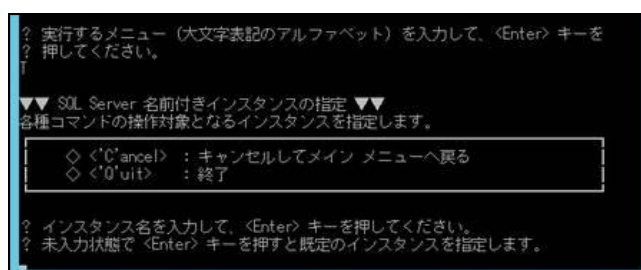 ? 実行するメニュー (大文字表記のアルファベット) を入力して、<Enter> キーを
? 押してください。
T
▼▼ SQL Server 名前付きインスタンスの指定 ▼▼
各種コマンドの操作対象となるインスタンスを指定します。
◇ <'C'ancel> : キャンセルしてメイン メニューへ戻る
◇ <'Q'uit> : 終了
? インスタンス名を入力して、<Enter> キーを押してください。
? 未入力状態で <Enter> キーを押すと既定のインスタンスを指定します。